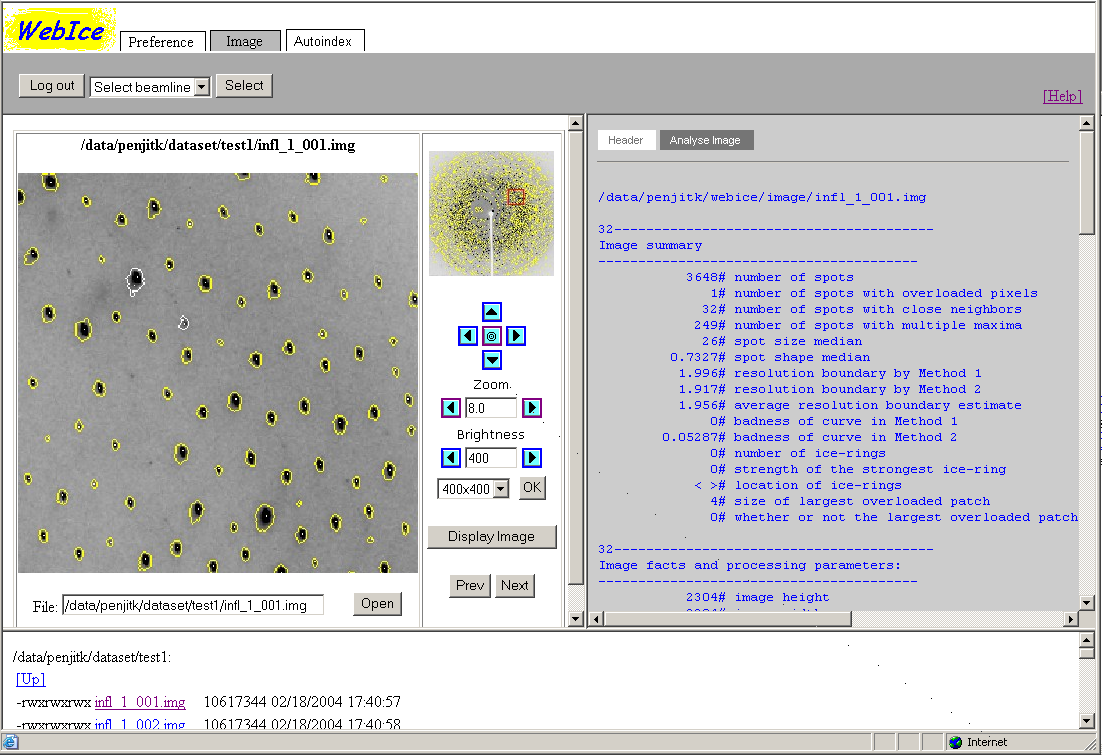 WebIce
Preference Image Autoindex
Log out Select beamline Select
[Help]
/data/penjitk/dataset/test1/infl_1_001.img
Zoom.
8.0
Brightness
400
400x400 OK
Display Image
Prev Next
File: /data/penjitk/dataset/test1/infl_1_001.img Open
Header Analyse Image
/data/penjitk/webice/image/infl_1_001.img
32----------------------------------------
Image summary
----------------------------------------
3648# number of spots
1# number of spots with overloaded pixels
32# number of spots with close neighbors
249# number of spots with multiple maxima
26# spot size median
0.7327# spot shape median
1.996# resolution boundary by Method 1
1.917# resolution boundary by Method 2
1.956# average resolution boundary estimate
0# badness of curve in Method 1
0.05287# badness of curve in Method 2
0# number of ice-rings
0# strength of the strongest ice-ring
< ># location of ice-rings
4# size of largest overloaded patch
0# whether or not the largest overloaded patch
32----------------------------------------
Image facts and processing parameters:
----------------------------------------
2304# image height
/data/penjitk/dataset/test1:
[Up]
-rwxrwxrwx infl_1_001.img 10617344 02/18/2004 17:40:57
-rwxrwxrwx infl_1_002.img 10617344 02/18/2004 17:40:58
Internet